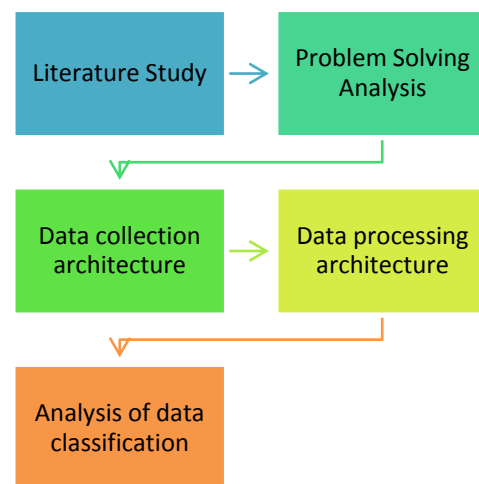 Literature Study
Problem Solving
Analysis
Data collection
architecture
Data processing
architecture
Analysis of data
classification